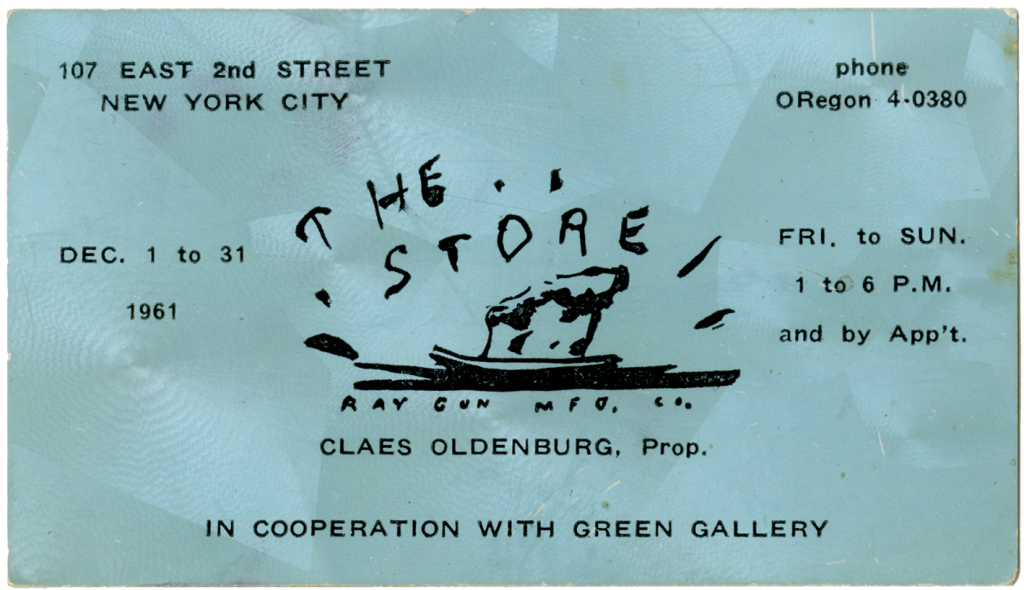 107 EAST 2nd STREET
NEW YORK CITY
phone
ORegon 4-0380
THE
STORE
DEC. 1 to 31
1961
FRI. to SUN.
1 to 6 P.M.
and by App't.
RAY GUN MFG. CO.
CLAES OLDENBURG, Prop.
IN COOPERATION WITH GREEN GALLERY